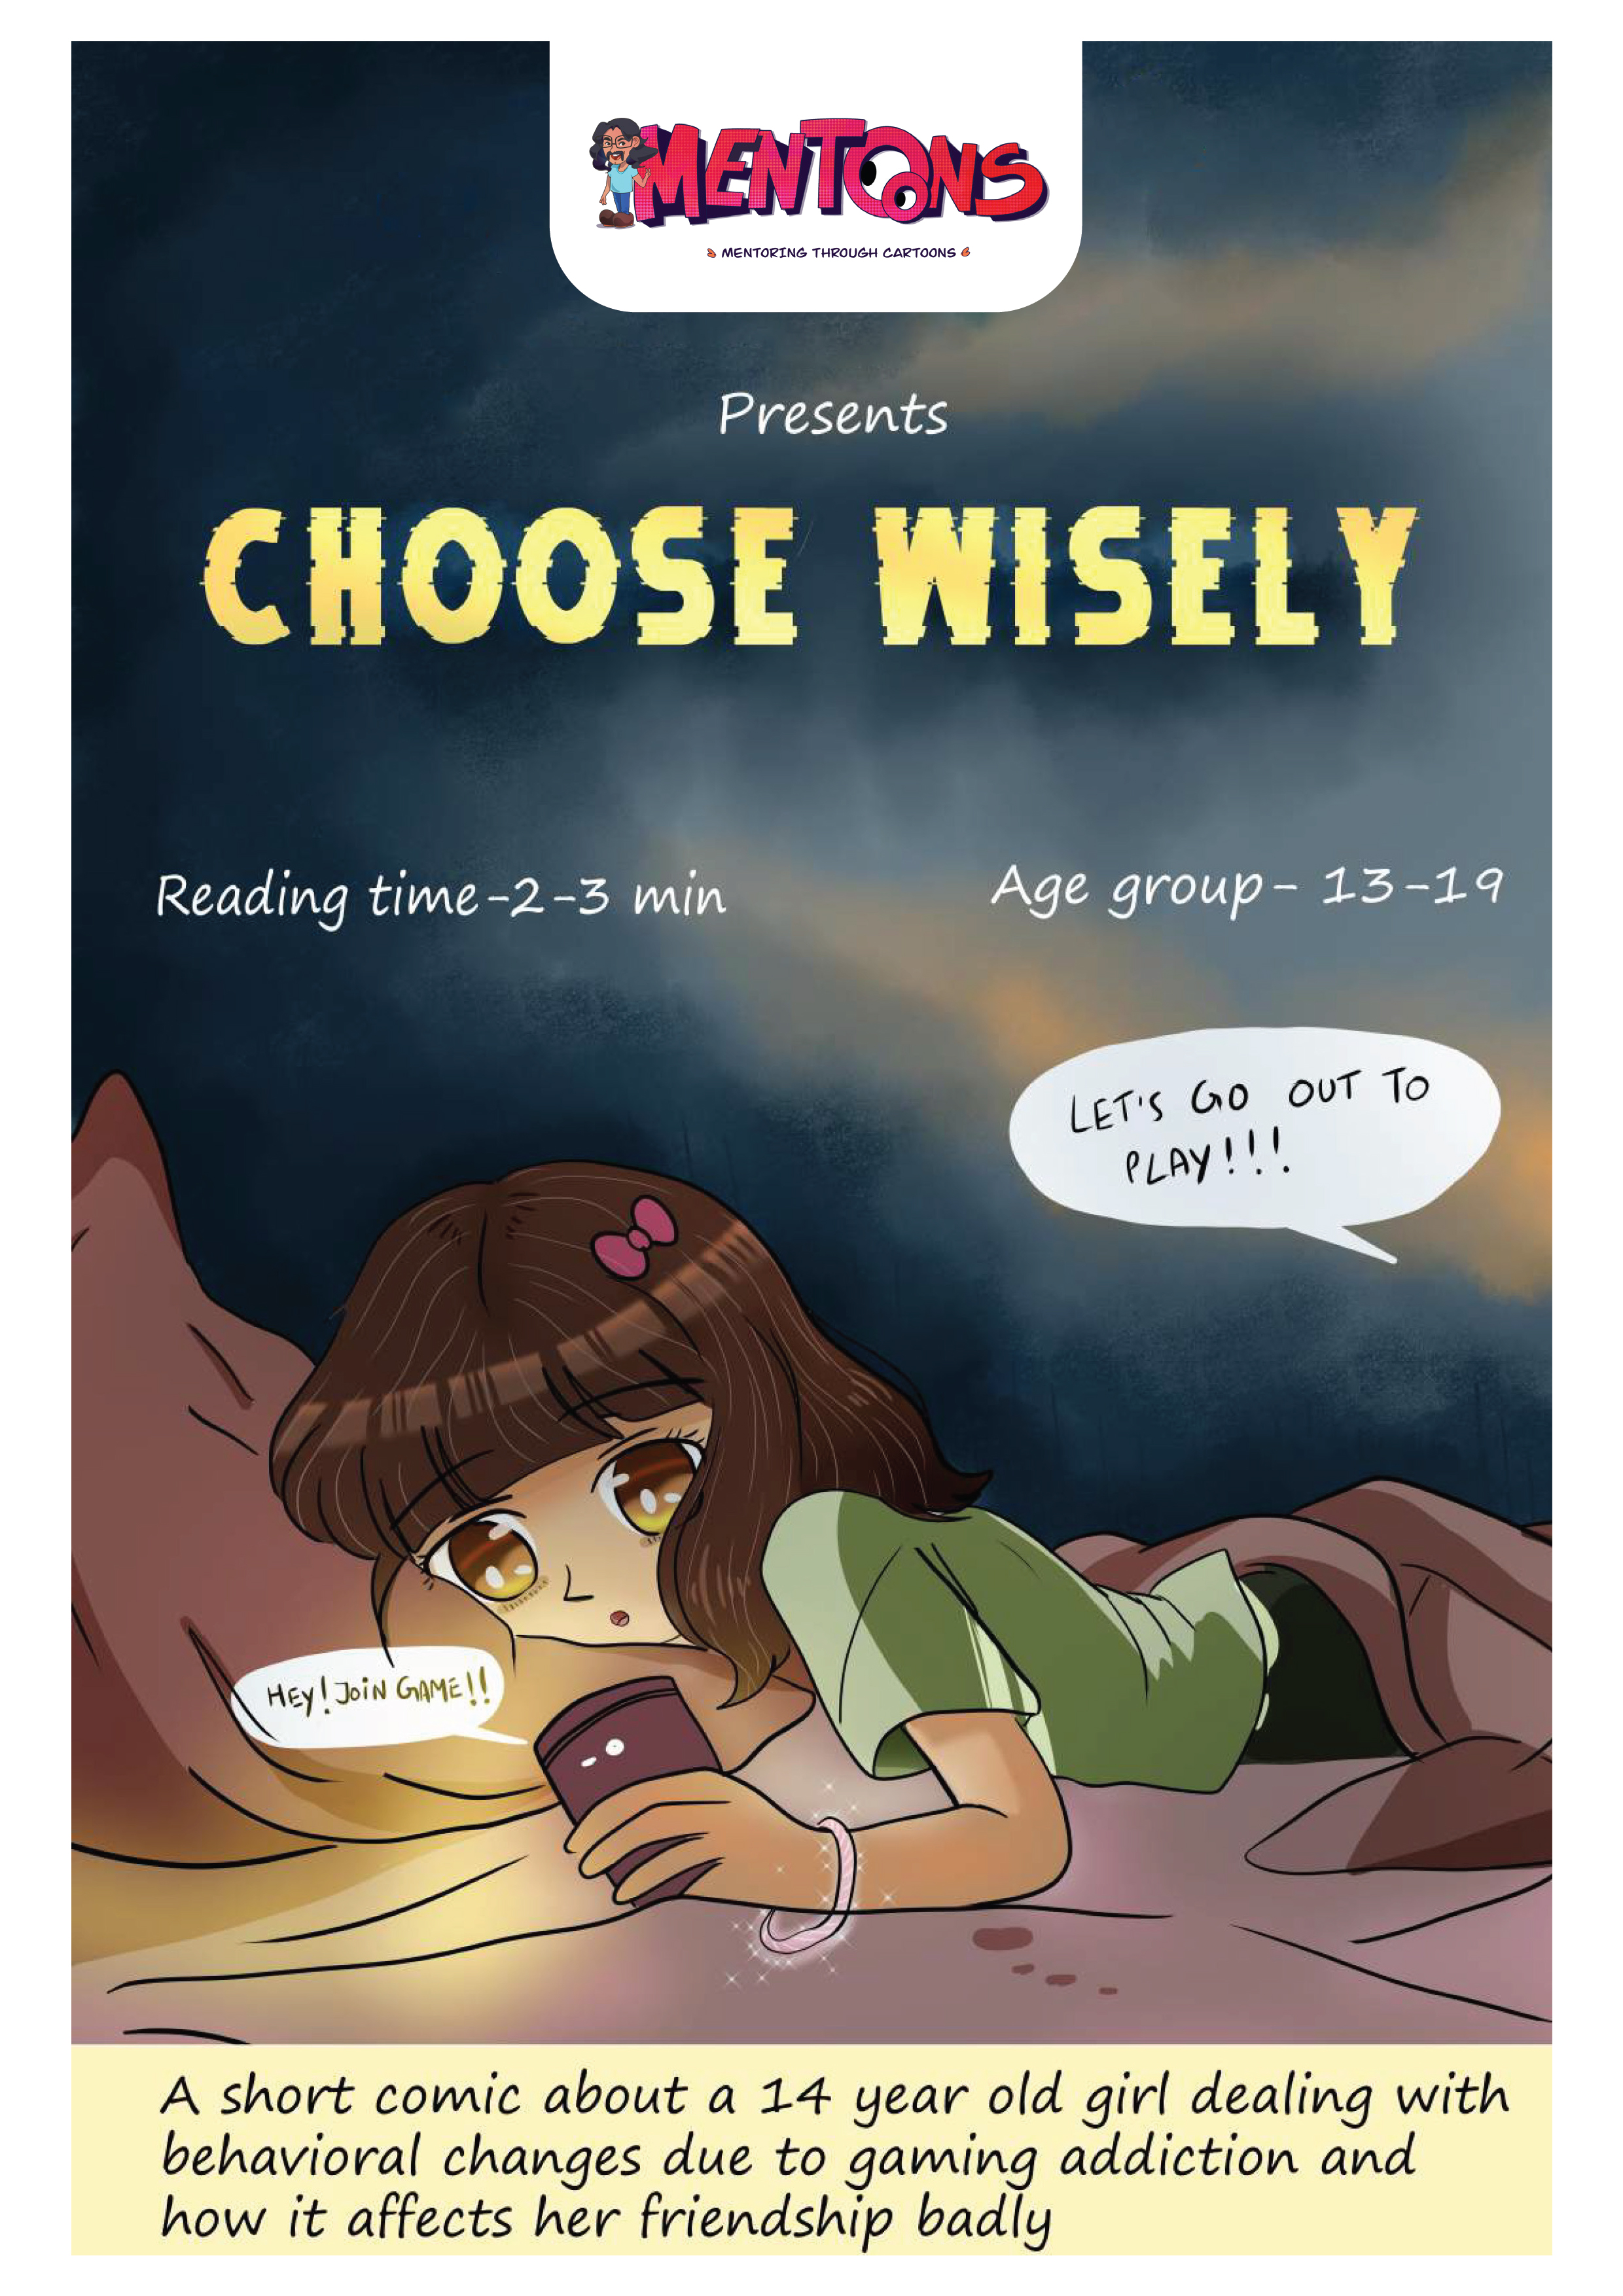 MENTOONS
MENTORING THROUGH CARTOONS
Presents
CHOOSE WISELY
Reading time-2-3 min
Age group- 13-19
LET'S GO OUT TO
PLAY!!!
HEY! JOIN GAME!!
A short comic about a 14 year old girl dealing with
behavioral changes due to gaming addiction and
how it affects her friendship badly